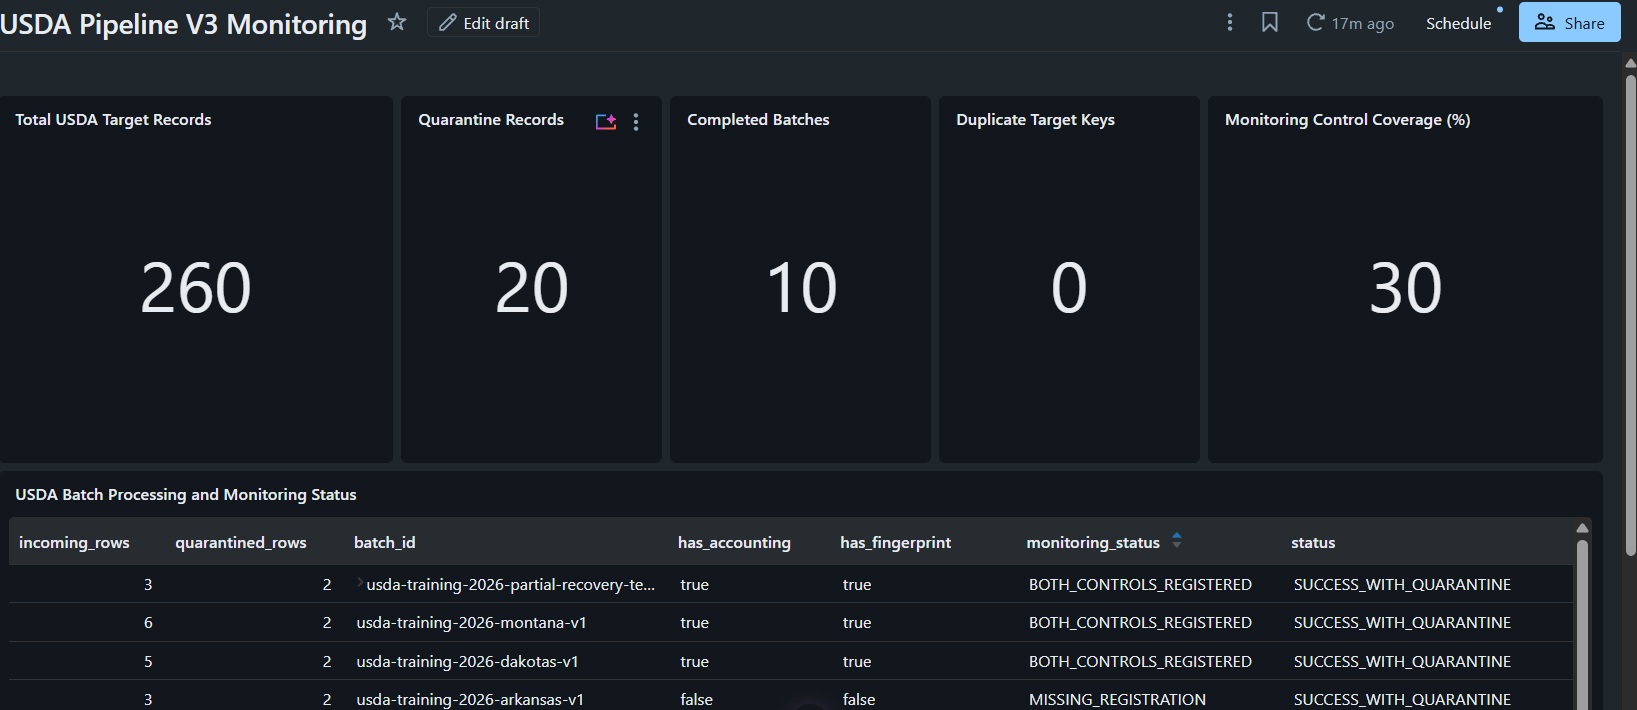 USDA Pipeline V3 Monitoring Edit draft 17m ago Schedule Share
Total USDA Target Records Quarantine Records Completed Batches Duplicate Target Keys Monitoring Control Coverage (%)
260 20 10 0 30
USDA Batch Processing and Monitoring Status
incoming_rows quarantined_rows batch_id has_accounting has_fingerprint monitoring_status status
3 2 usda-training-2026-partial-recovery-te... true true BOTH_CONTROLS_REGISTERED SUCCESS_WITH_QUARANTINE
6 2 usda-training-2026-montana-v1 true true BOTH_CONTROLS_REGISTERED SUCCESS_WITH_QUARANTINE
5 2 usda-training-2026-dakotas-v1 true true BOTH_CONTROLS_REGISTERED SUCCESS_WITH_QUARANTINE
3 2 usda-training-2026-arkansas-v1 false false MISSING_REGISTRATION SUCCESS_WITH_QUARANTINE